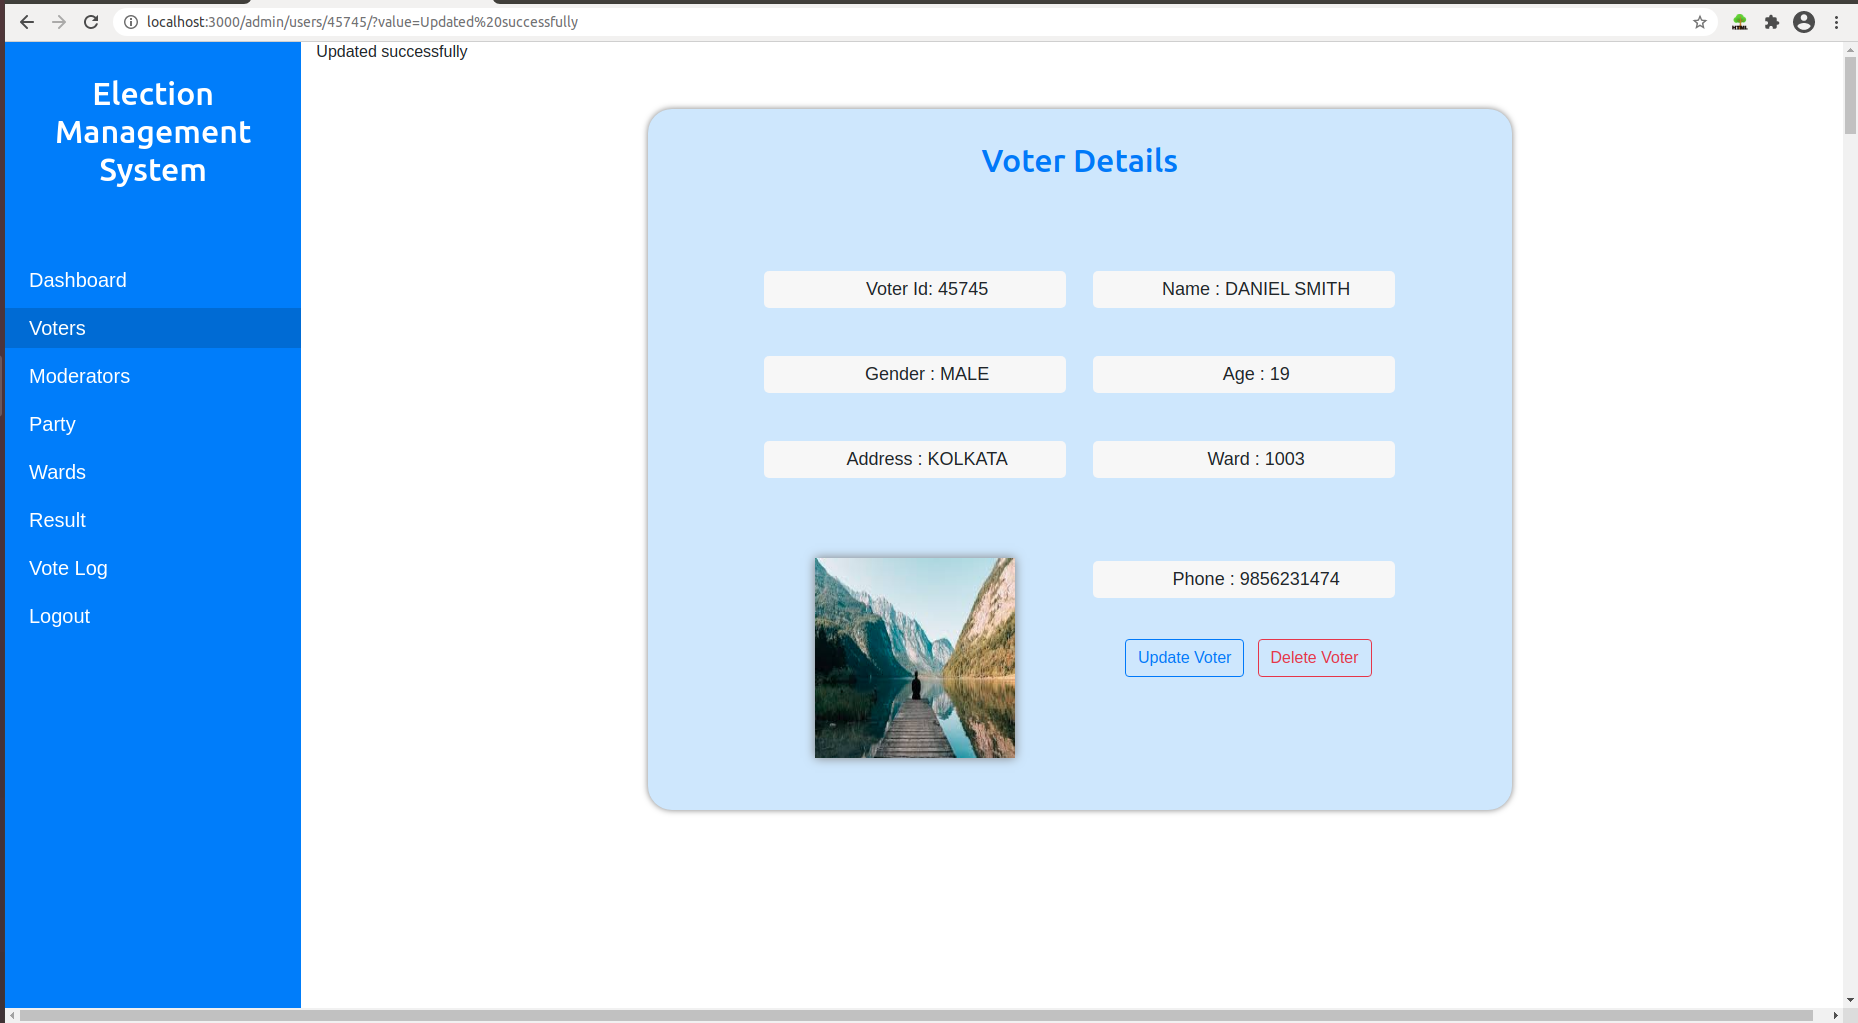 localhost:3000/admin/users/45745/?value=Updated%20successfully
HTML
Election
Management
System
Dashboard
Voters
Moderators
Party
Wards
Result
Vote Log
Logout
Updated successfully
Voter Details
Voter Id: 45745
Name : DANIEL SMITH
Gender : MALE
Age : 19
Address : KOLKATA
Ward : 1003
Phone : 9856231474
Update Voter
Delete Voter